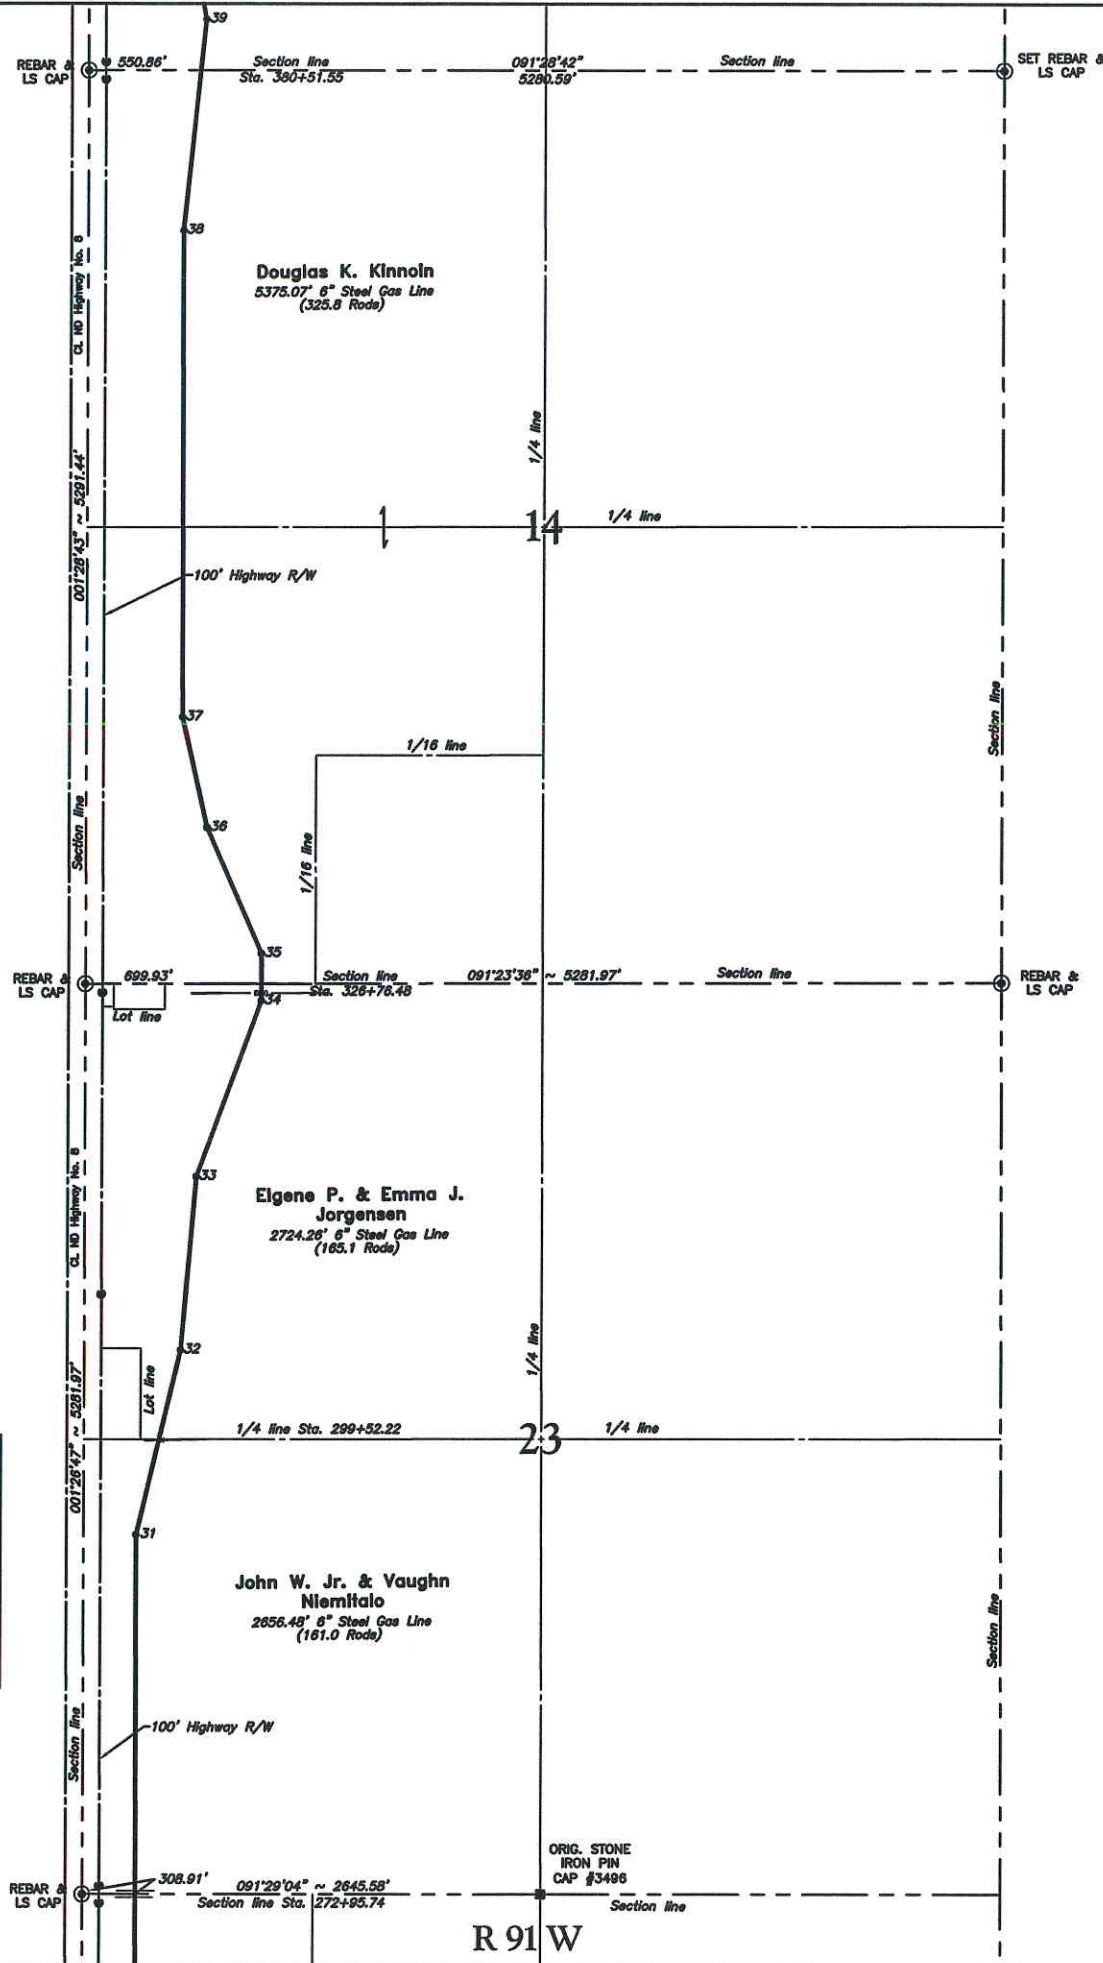 39
REBAR &
LS CAP
550.86'
Section line
Sta. 380+51.55
091°28'42"
5280.59'
Section line
SET REBAR &
LS CAP
38
CL ND Highway No. 8
Douglas K. Kinnoin
5375.07' 6" Steel Gas Line
(325.8 Rods)
1/4 line
001°28'43" ~ 5291.44'
14
1/4 line
100' Highway R/W
37
Section line
1/16 line
36
Section line
1/16 line
35
REBAR &
LS CAP
699.93'
Section line
Sta. 326+76.48
091°23'36" ~ 5281.97'
Section line
REBAR &
LS CAP
34
Lot line
CL ND Highway No. 8
33
Elgene P. & Emma J.
Jorgensen
2724.26' 6" Steel Gas Line
(165.1 Rods)
32
1/4 line
Lot line
001°26'47" ~ 5281.97'
1/4 line Sta. 299+52.22
23
1/4 line
31
John W. Jr. & Vaughn
Niemitalo
2656.48' 6" Steel Gas Line
(161.0 Rods)
Section line
Section line
100' Highway R/W
ORIG. STONE
IRON PIN
CAP #3496
REBAR &
LS CAP
308.91'
091°29'04" ~ 2645.58'
Section line Sta. 272+95.74
Section line
R 91 W